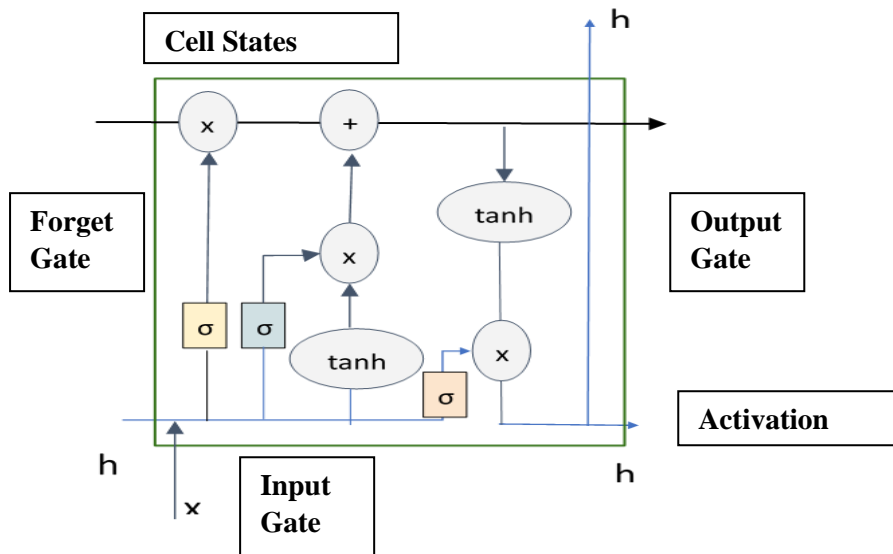 h
Cell States
x
+
Forget
Gate
tanh
Output
Gate
x
σ
σ
tanh
x
σ
Activation
h
h
x
Input
Gate